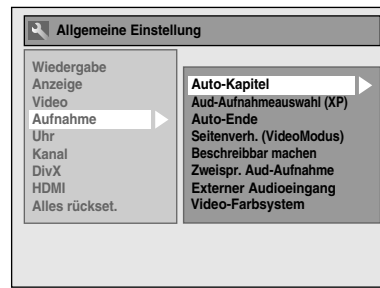 Allgemeine Einstellung
Wiedergabe
Anzeige
Video
Aufnahme
Uhr
Kanal
DivX
HDMI
Alles rückset.
Auto-Kapitel
Aud-Aufnahmeauswahl (XP)
Auto-Ende
Seitenverh. (VideoModus)
Beschreibbar machen
Zweispr. Aud-Aufnahme
Externer Audioeingang
Video-Farbsystem